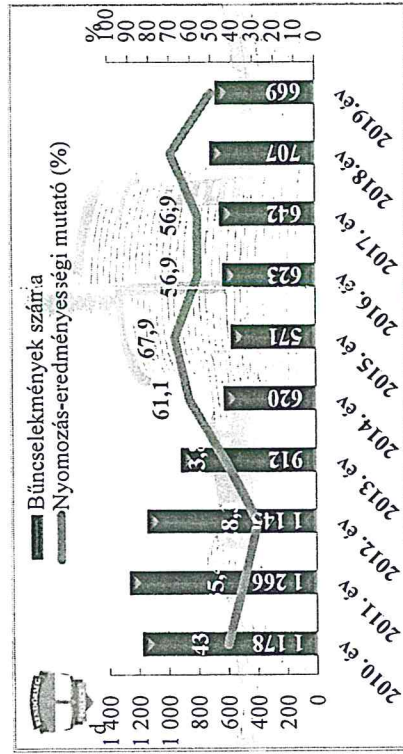 Bűncselekmények száma
Nyomozás-eredményességi mutató (%)
db
%
1 400
1 200
1 000
800
600
400
200
0
100
90
80
70
60
50
40
30
20
10
0
61,1
67,9
56,9
56,9
1 178
1 266
1 145
912
620
571
623
642
707
669
2010. év
2011. év
2012. év
2013. év
2014. év
2015. év
2016. év
2017. év
2018.év
2019.év